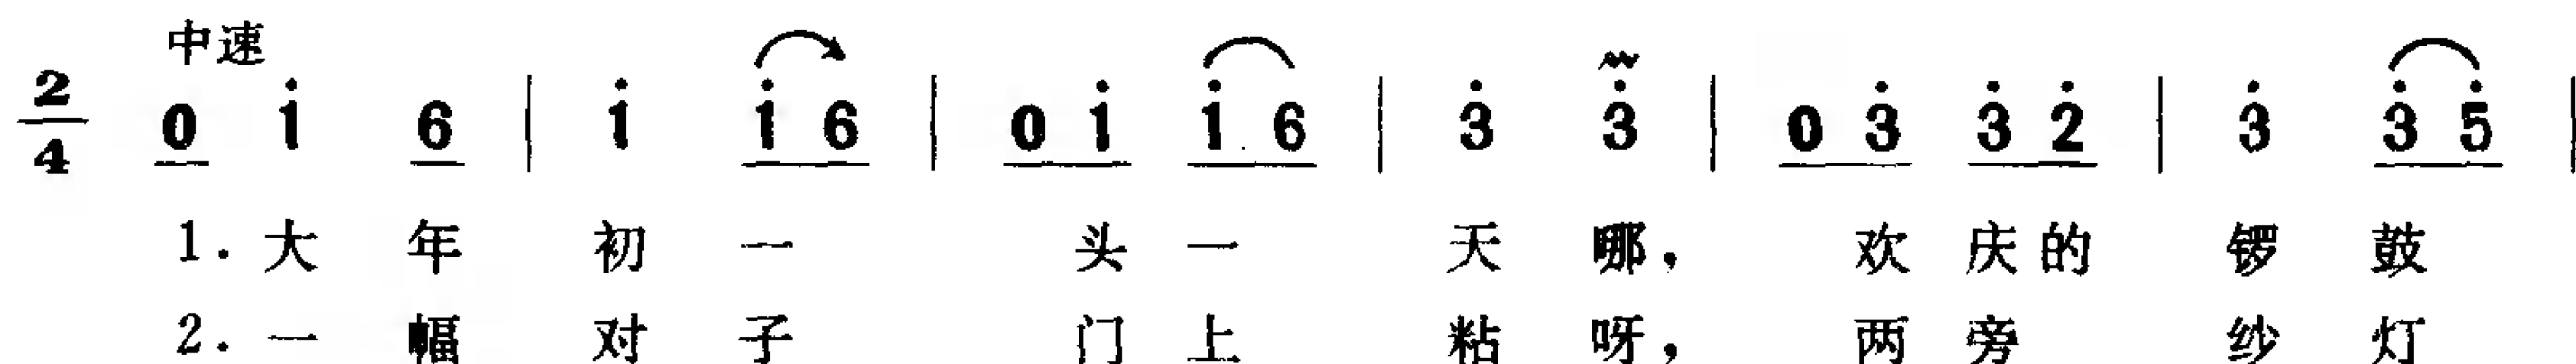 中速
2/4 0 1̇ 6 | 1̇ 1̇ 6 | 0 1̇ 1̇ 6 | 3̇ 3̇ | 0 3̇ 3̇ 2̇ | 3̇ 3̇ 5̇ |
1. 大 年 初 一 头 一 天 哪， 欢 庆 的 锣 鼓
2. 一 幅 对 子 门 上 粘 呀， 两 旁 纱 灯